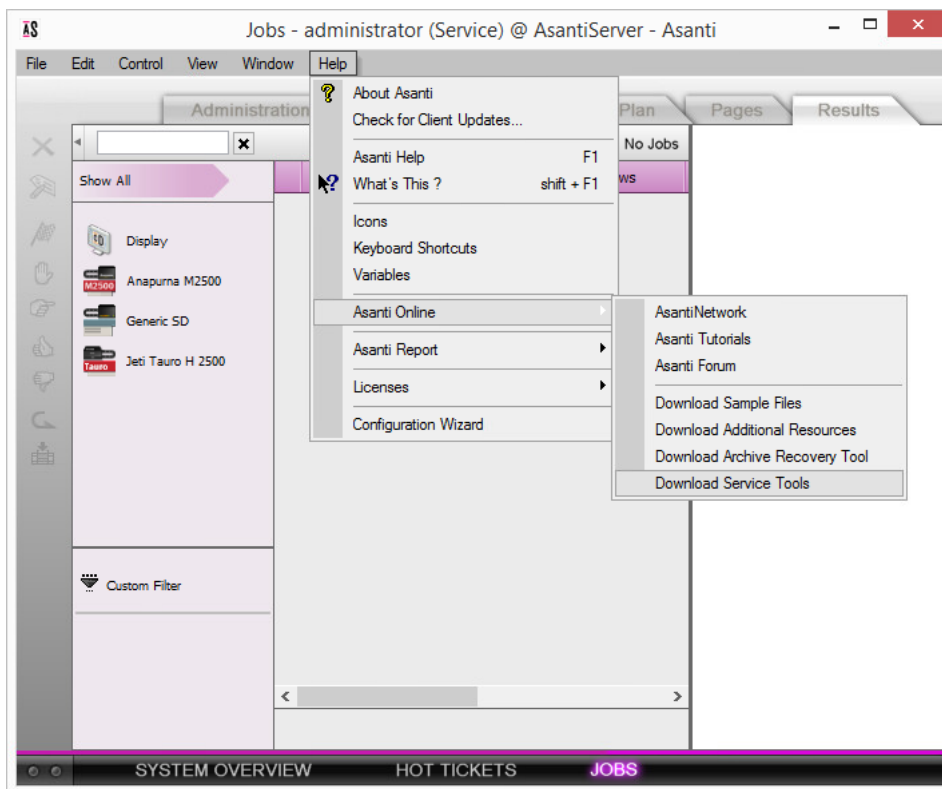 AS
Jobs - administrator (Service) @ AsantiServer - Asanti
File Edit Control View Window Help
Administration Plan Pages Results
No Jobs
Show All
ws
Display
M2500 Anapurna M2500
Generic SD
Tauro Jeti Tauro H 2500
Custom Filter
? About Asanti
Check for Client Updates...
Asanti Help F1
? What's This ? shift + F1
Icons
Keyboard Shortcuts
Variables
Asanti Online
Asanti Report
Licenses
Configuration Wizard
AsantiNetwork
Asanti Tutorials
Asanti Forum
Download Sample Files
Download Additional Resources
Download Archive Recovery Tool
Download Service Tools
SYSTEM OVERVIEW HOT TICKETS JOBS